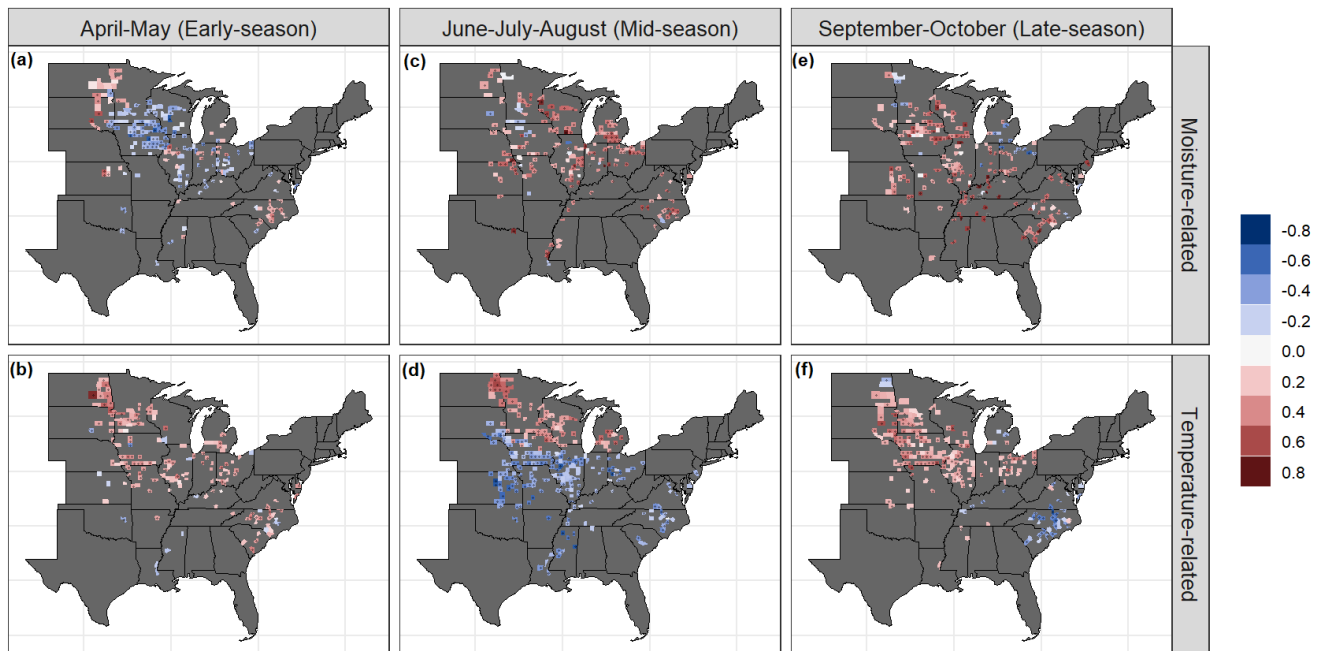 April-May (Early-season)
June-July-August (Mid-season)
September-October (Late-season)
(a)
(c)
(e)
Moisture-related
(b)
(d)
(f)
Temperature-related
-0.8
-0.6
-0.4
-0.2
0.0
0.2
0.4
0.6
0.8